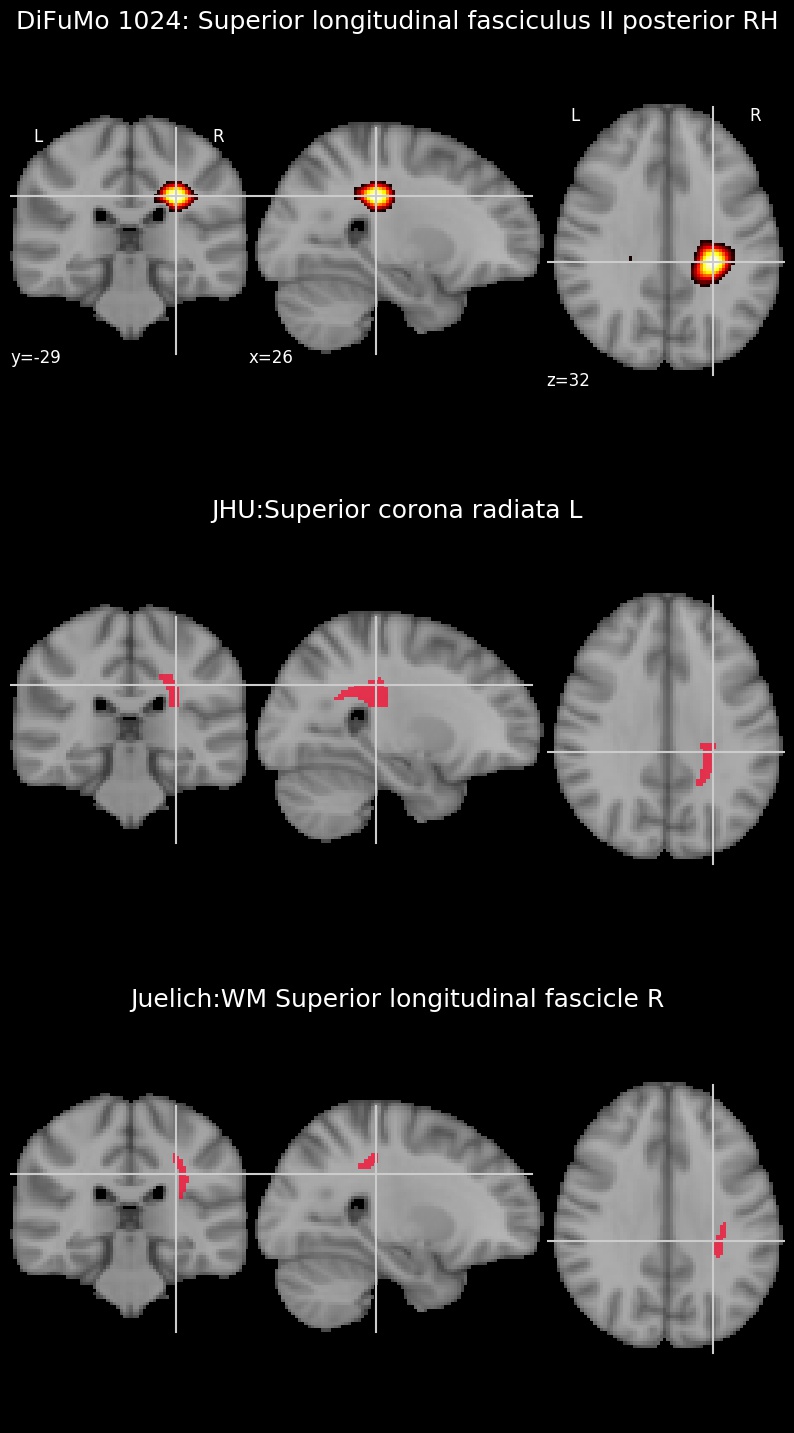 DiFuMo 1024: Superior longitudinal fasciculus II posterior RH
L R
L R
y=-29
x=26
z=32
JHU:Superior corona radiata L
Juelich:WM Superior longitudinal fascicle R